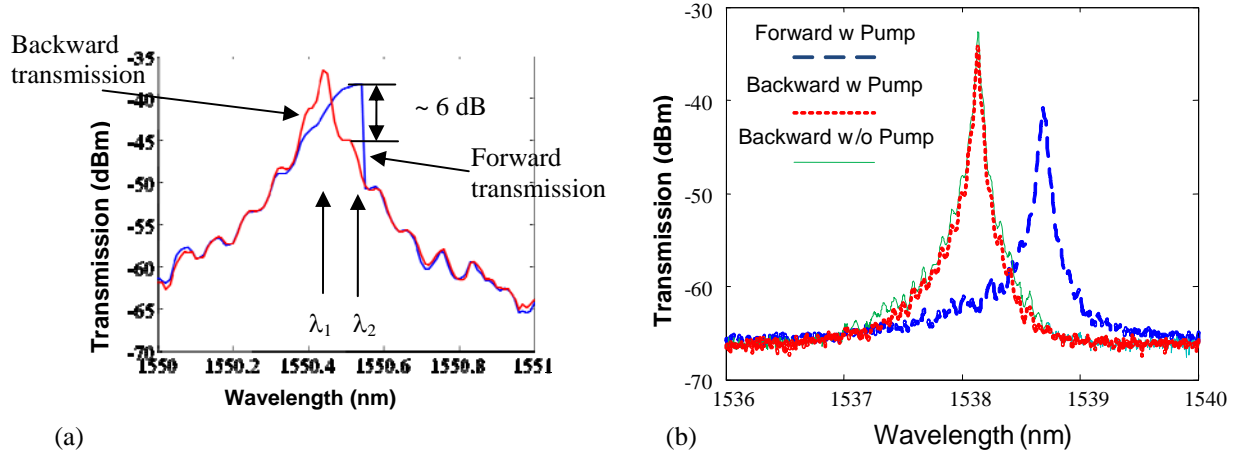 Backward
transmission
-35
-40
-45
-50
-55
-60
-65
-70
Transmission (dBm)
~ 6 dB
Forward
transmission
λ1 λ2
1550 1550.2 1550.4 1550.6 1550.8 1551
Wavelength (nm)
(a)
-30
-40
-50
-60
-70
Transmission (dBm)
Forward w Pump
Backward w Pump
Backward w/o Pump
1536 1537 1538 1539 1540
Wavelength (nm)
(b)